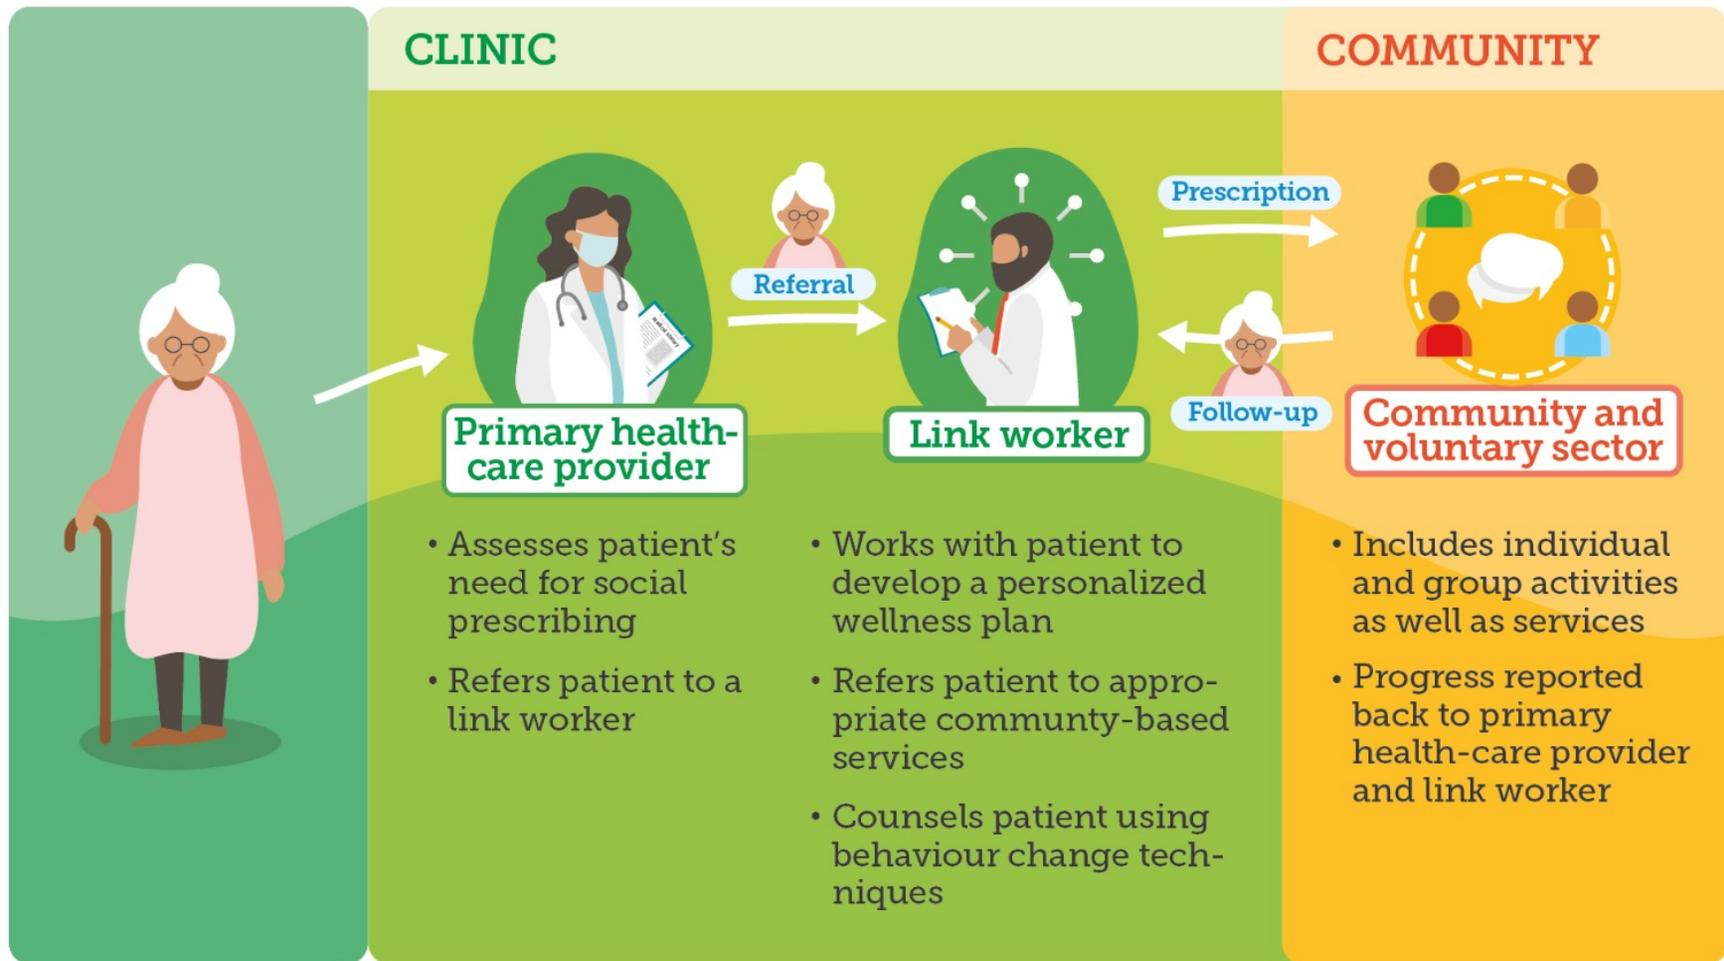 CLINIC
COMMUNITY
Prescription
Referral
Follow-up
Primary health-
care provider
Link worker
Community and
voluntary sector
• Assesses patient's
need for social
prescribing
• Refers patient to a
link worker
• Works with patient to
develop a personalized
wellness plan
• Refers patient to appro-
priate communty-based
services
• Counsels patient using
behaviour change tech-
niques
• Includes individual
and group activities
as well as services
• Progress reported
back to primary
health-care provider
and link worker